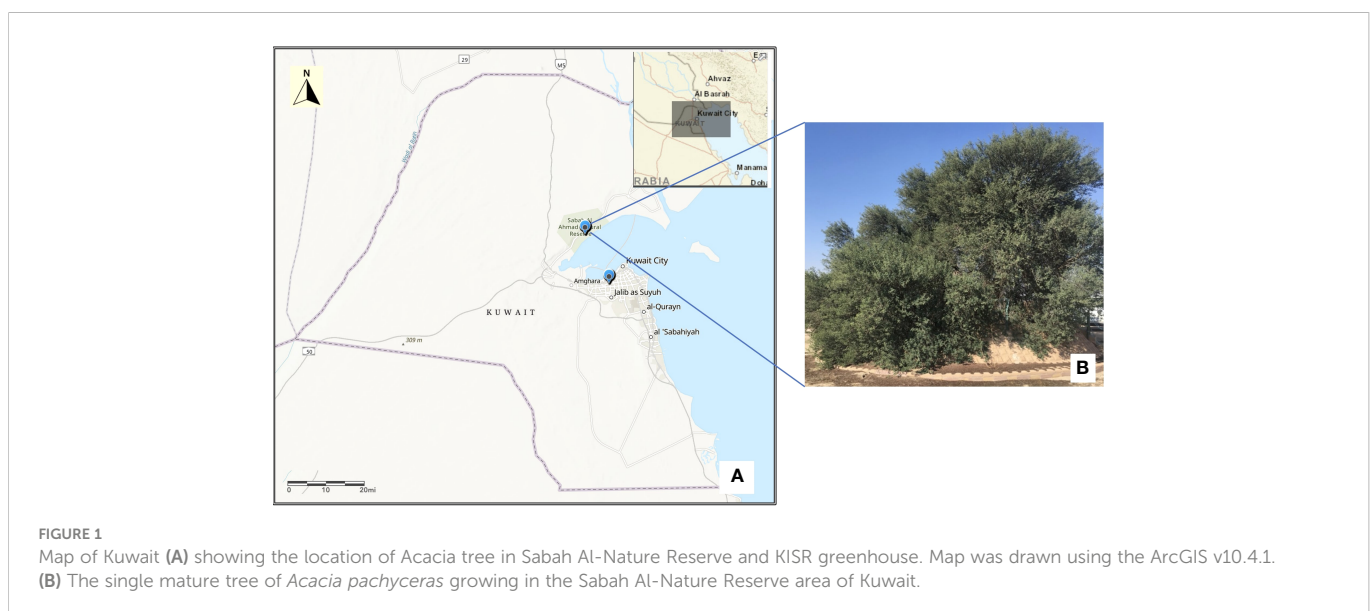 N
29
M5
E
Ahvaz
Al Basrah
Kuwait City
KUWAIT
Manama
Doh
RABIA
Ahmad
Reserve
Kuwait City
Amghara
Jalib as Suyuh
al-Qurayn
al 'Sabahiyah
KUWAIT
309 m
50
0 10 20mi
A
B
FIGURE 1
Map of Kuwait (A) showing the location of Acacia tree in Sabah Al-Nature Reserve and KISR greenhouse. Map was drawn using the ArcGIS v10.4.1.
(B) The single mature tree of Acacia pachyceras growing in the Sabah Al-Nature Reserve area of Kuwait.